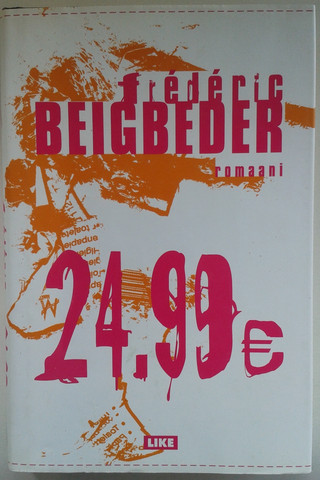 frédéric
BEIGBEDER
romaani
24.99€
LIKE